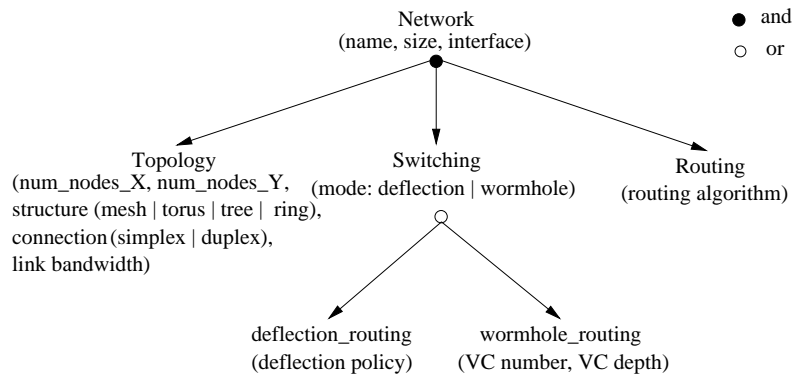 Network
(name, size, interface)
and
or
Topology
(num_nodes_X, num_nodes_Y,
structure (mesh | torus | tree | ring),
connection (simplex | duplex),
link bandwidth)
Switching
(mode: deflection | wormhole)
Routing
(routing algorithm)
deflection_routing
(deflection policy)
wormhole_routing
(VC number, VC depth)